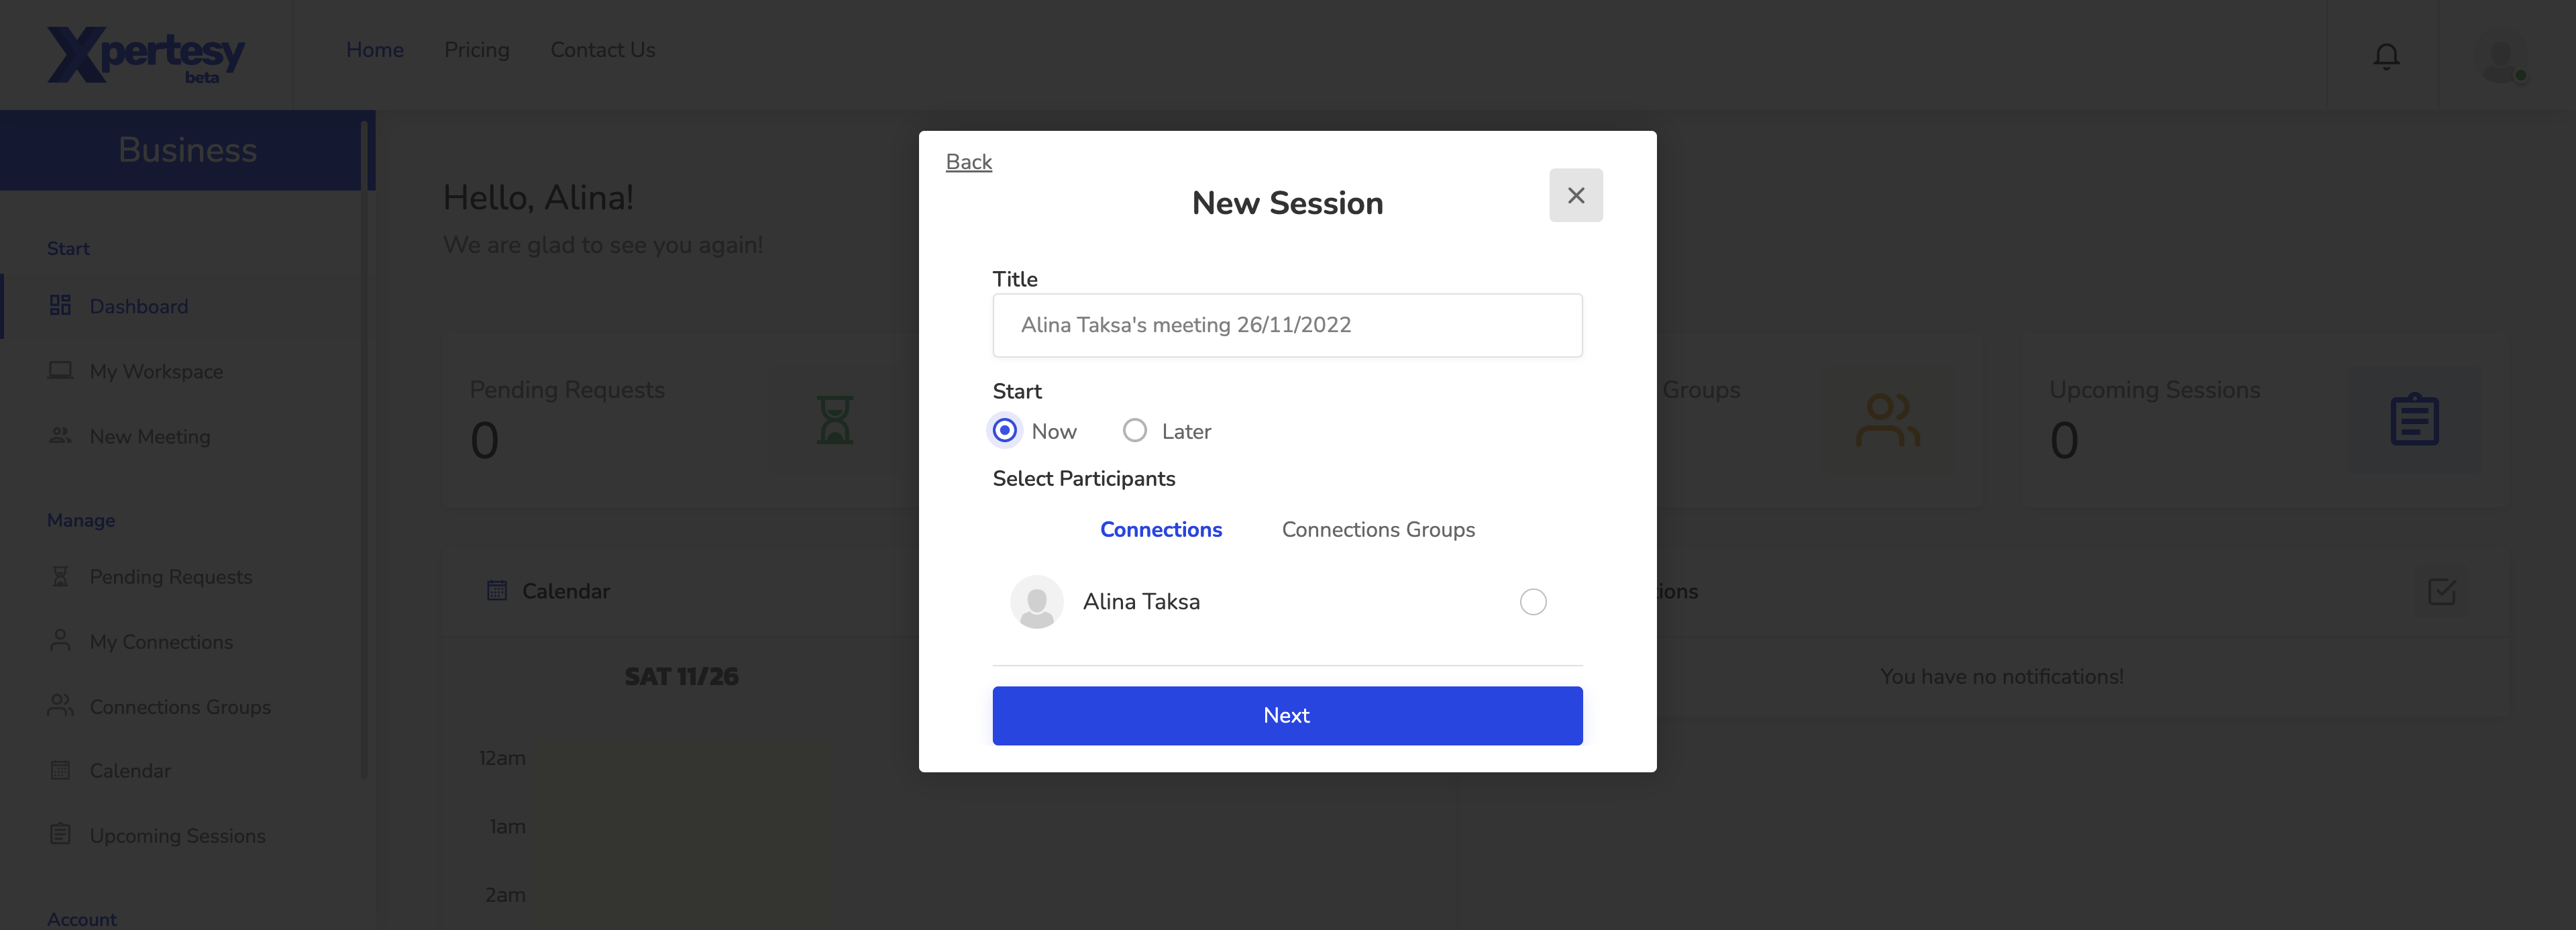 Xpertesy
beta
Home
Pricing
Contact Us
Business
Start
Dashboard
My Workspace
New Meeting
Manage
Pending Requests
My Connections
Connections Groups
Calendar
Upcoming Sessions
Account
Hello, Alina!
We are glad to see you again!
Pending Requests
0
Groups
Upcoming Sessions
0
Calendar
SAT 11/26
12am
1am
2am
You have no notifications!
Back
New Session
Title
Alina Taksa's meeting 26/11/2022
Start
Now
Later
Select Participants
Connections
Connections Groups
Alina Taksa
Next